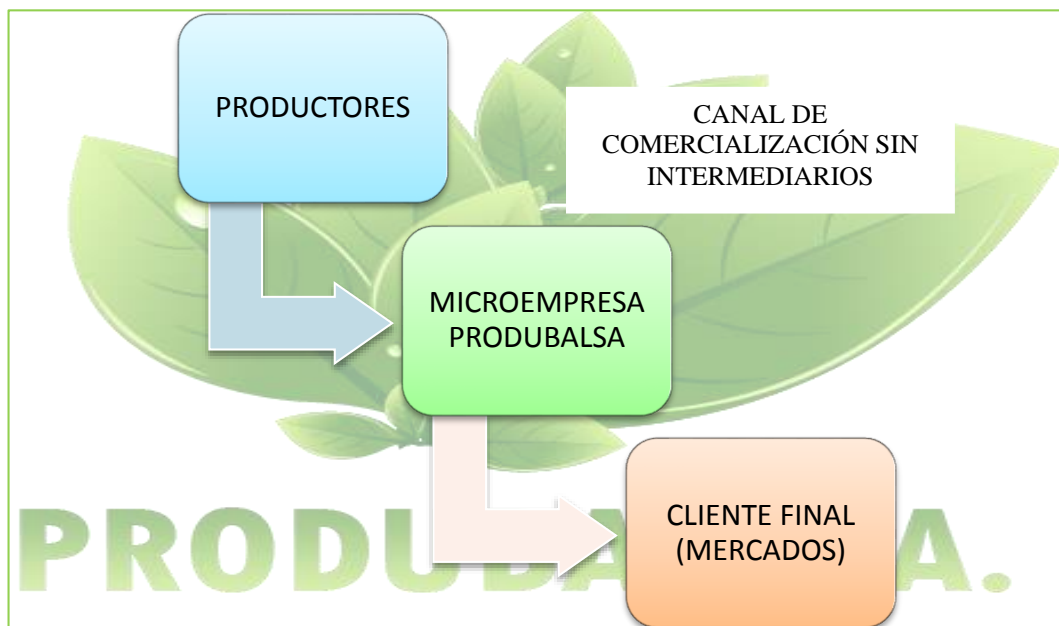 PRODUCTORES
CANAL DE
COMERCIALIZACIÓN SIN
INTERMEDIARIOS
MICROEMPRESA
PRODUBALSA
CLIENTE FINAL
(MERCADOS)